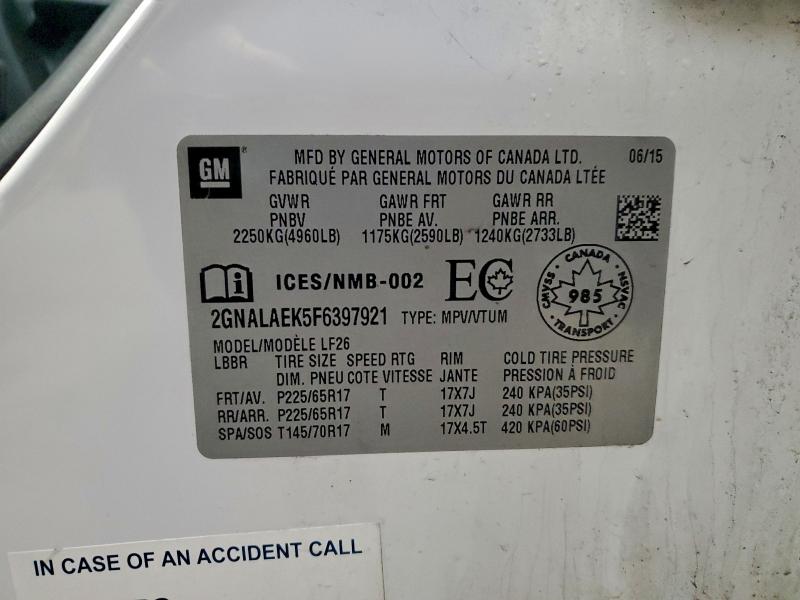 GM
MFD BY GENERAL MOTORS OF CANADA LTD. 06/15
FABRIQUÉ PAR GENERAL MOTORS DU CANADA LTÉE
GVWR GAWR FRT GAWR RR
PNBV PNBE AV. PNBE ARR.
2250KG(4960LB) 1175KG(2590LB) 1240KG(2733LB)
ICES/NMB-002 EC
CANADA
CMVSS 985 NSVAC
TRANSPORT
2GNALAEK5F6397921 TYPE: MPV/VTUM
MODEL/MODÈLE LF26
LBBR TIRE SIZE SPEED RTG RIM COLD TIRE PRESSURE
DIM. PNEU COTE VITESSE JANTE PRESSION À FROID
FRT/AV. P225/65R17 T 17X7J 240 KPA(35PSI)
RR/ARR. P225/65R17 T 17X7J 240 KPA(35PSI)
SPA/SOS T145/70R17 M 17X4.5T 420 KPA(60PSI)
IN CASE OF AN ACCIDENT CALL